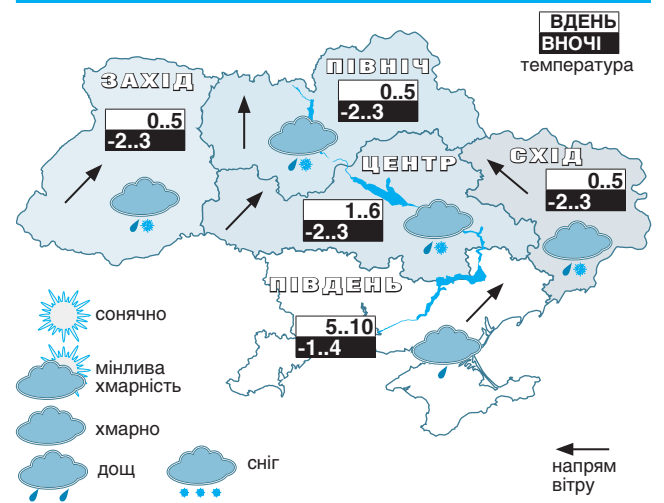 ВДЕНЬ
ВНОЧІ
температура
ПІВНІЧ
0..5
-2..3
ЗАХІД
0..5
-2..3
ЦЕНТР
1..6
-2..3
СХІД
0..5
-2..3
ПІВДЕНЬ
5..10
-1..4
сонячно
мінлива
хмарність
хмарно
дощ
сніг
напрям
вітру